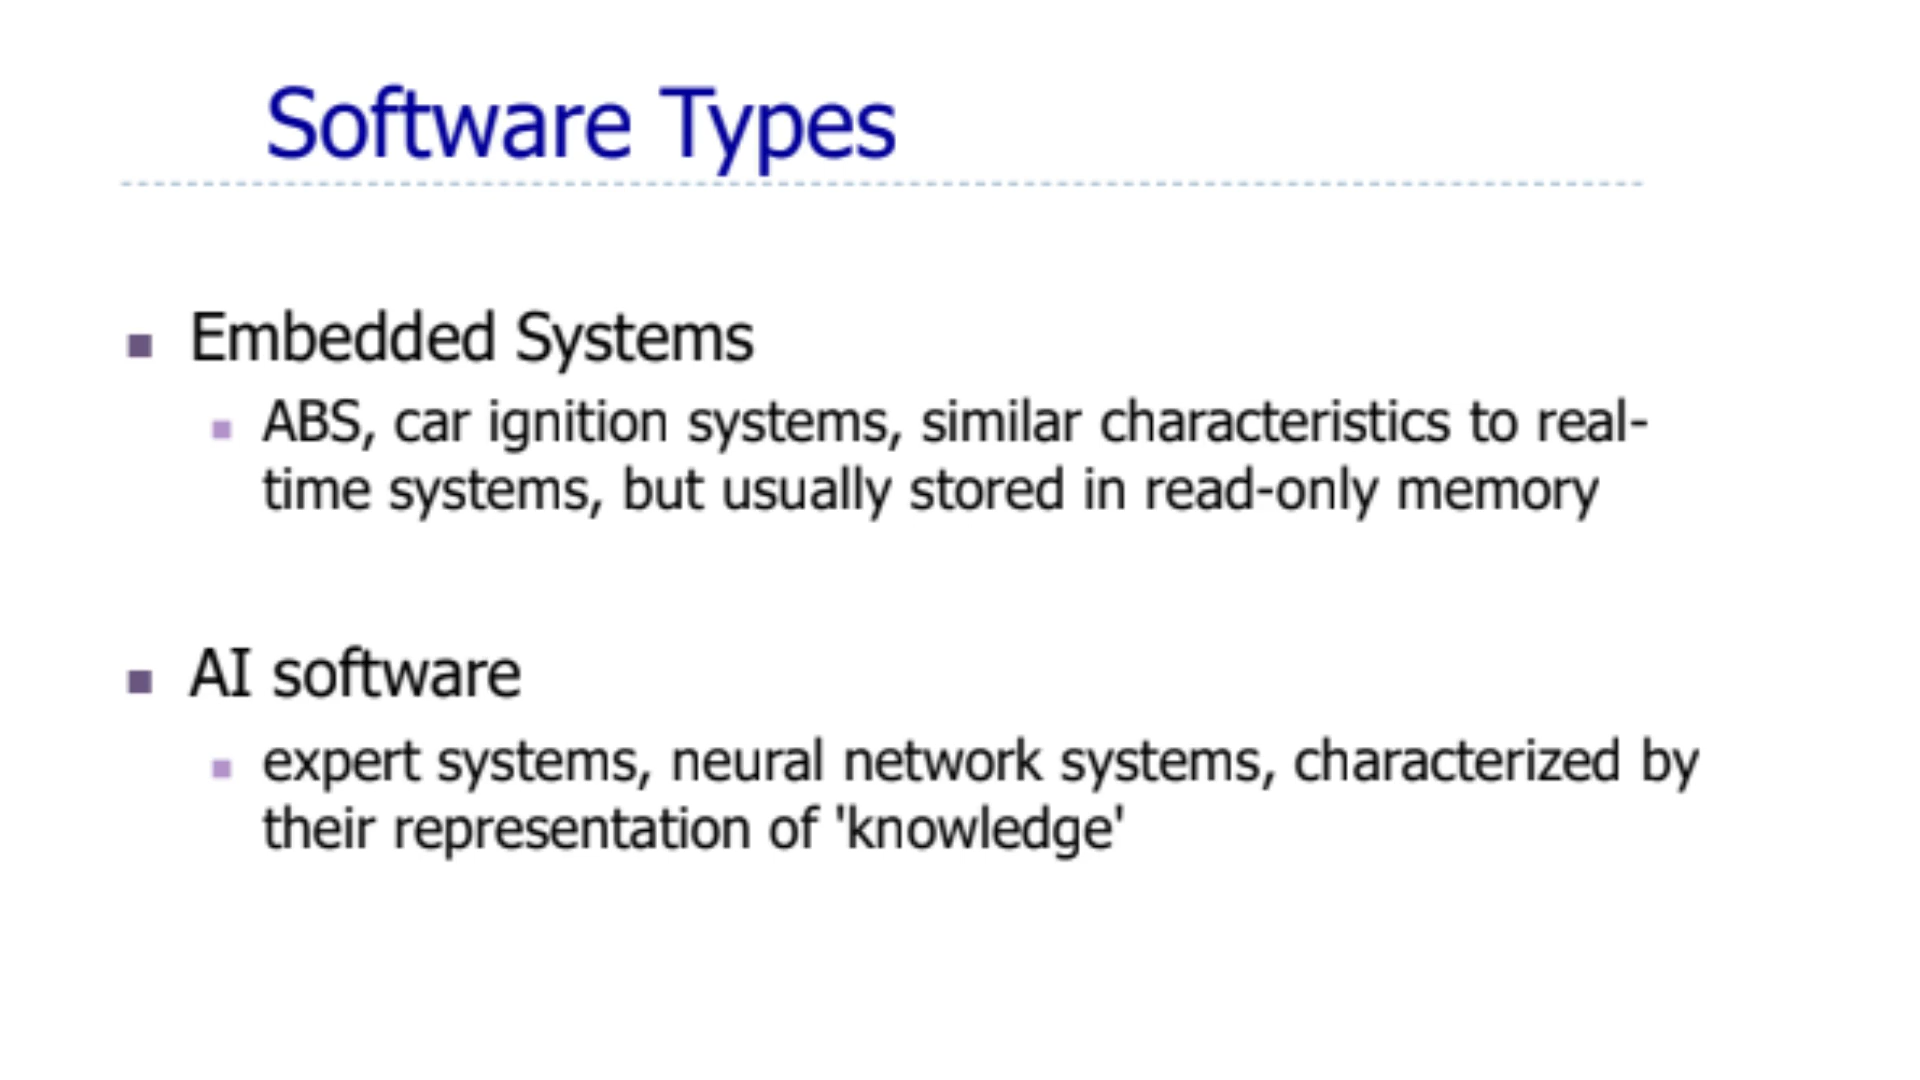 Software Types
Embedded Systems
ABS, car ignition systems, similar characteristics to real-
time systems, but usually stored in read-only memory
AI software
expert systems, neural network systems, characterized by
their representation of 'knowledge'